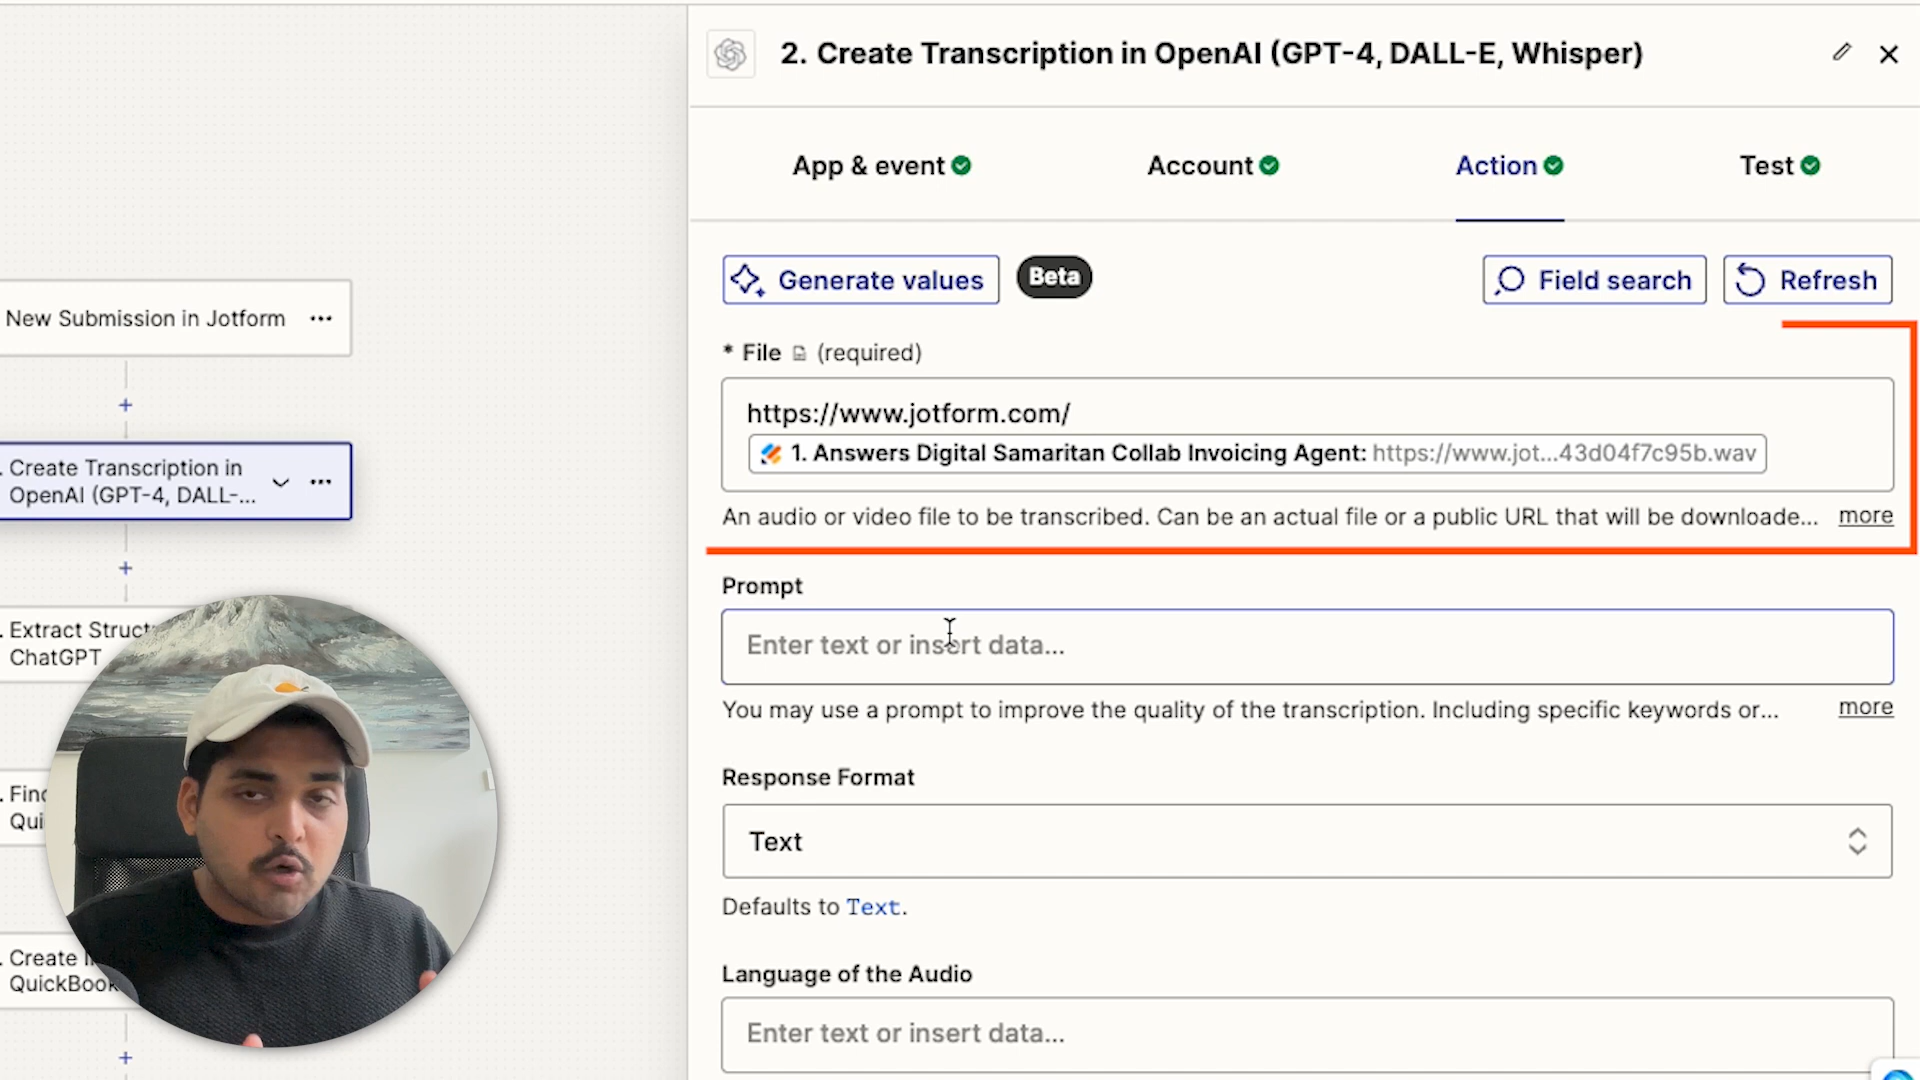 2. Create Transcription in OpenAI (GPT-4, DALL-E, Whisper)
App & event
Account
Action
Test
Generate values
Beta
Field search
Refresh
* File (required)
https://www.jotform.com/
1. Answers Digital Samaritan Collab Invoicing Agent: https://www.jot...43d04f7c95b.wav
An audio or video file to be transcribed. Can be an actual file or a public URL that will be downloade... more
Prompt
Enter text or insert data...
You may use a prompt to improve the quality of the transcription. Including specific keywords or... more
Response Format
Text
Defaults to Text.
Language of the Audio
Enter text or insert data...
New Submission in Jotform
. Create Transcription in
OpenAI (GPT-4, DALL-...
. Extract Struct
ChatGPT
. Find
Qui
. Create
QuickBook